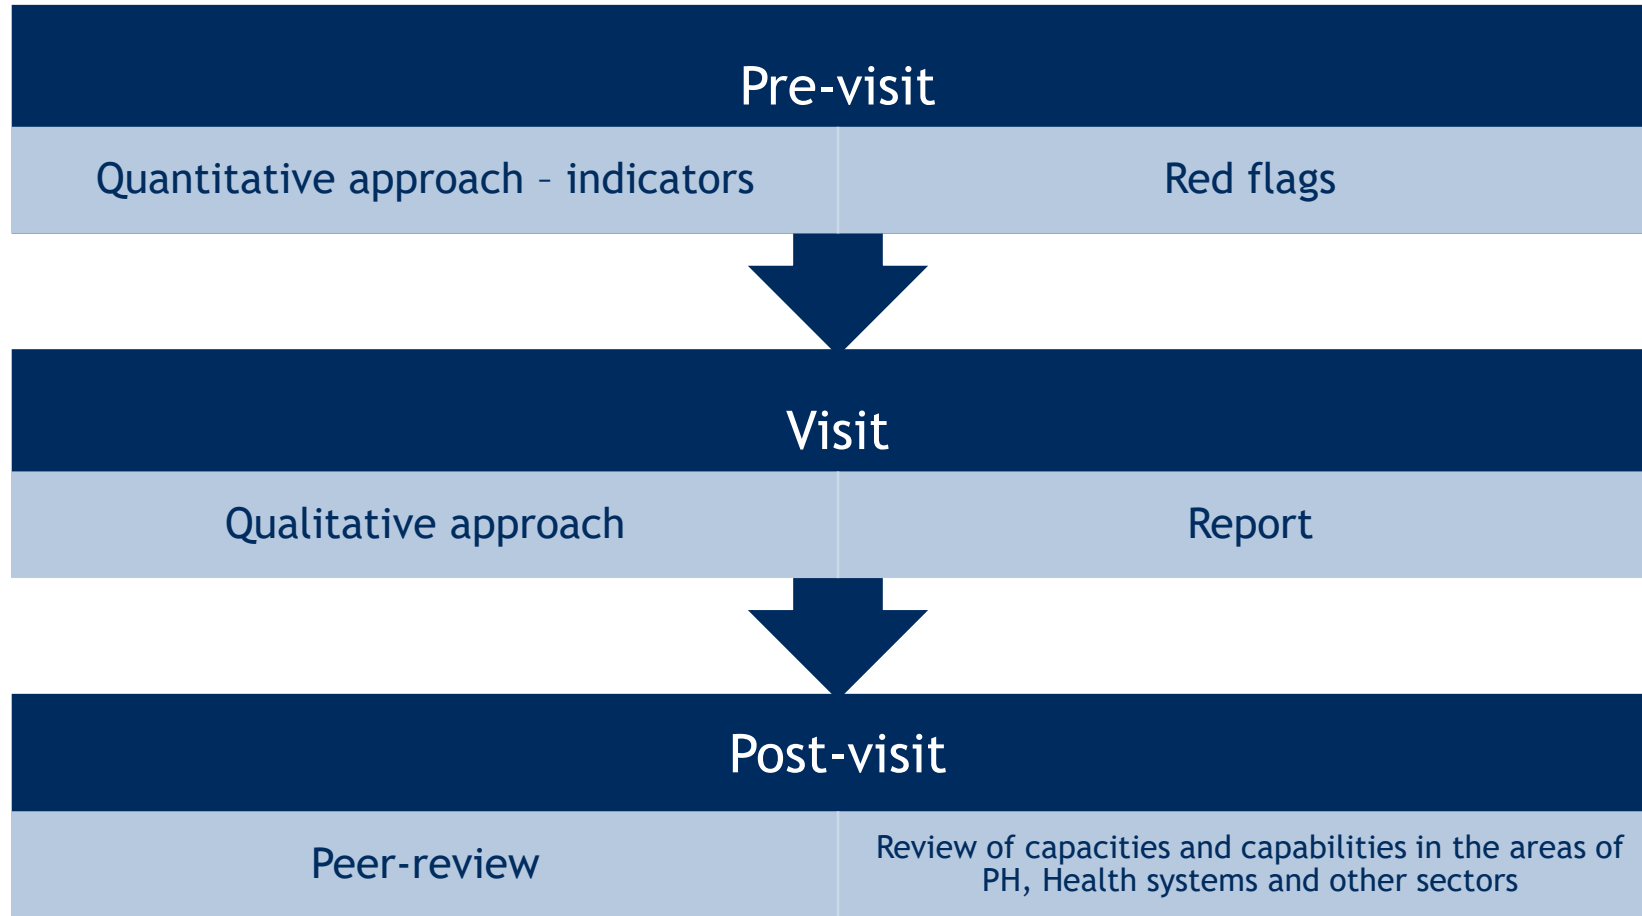 Pre-visit
Quantitative approach – indicators
Red flags
Visit
Qualitative approach
Report
Post-visit
Peer-review
Review of capacities and capabilities in the areas of
PH, Health systems and other sectors